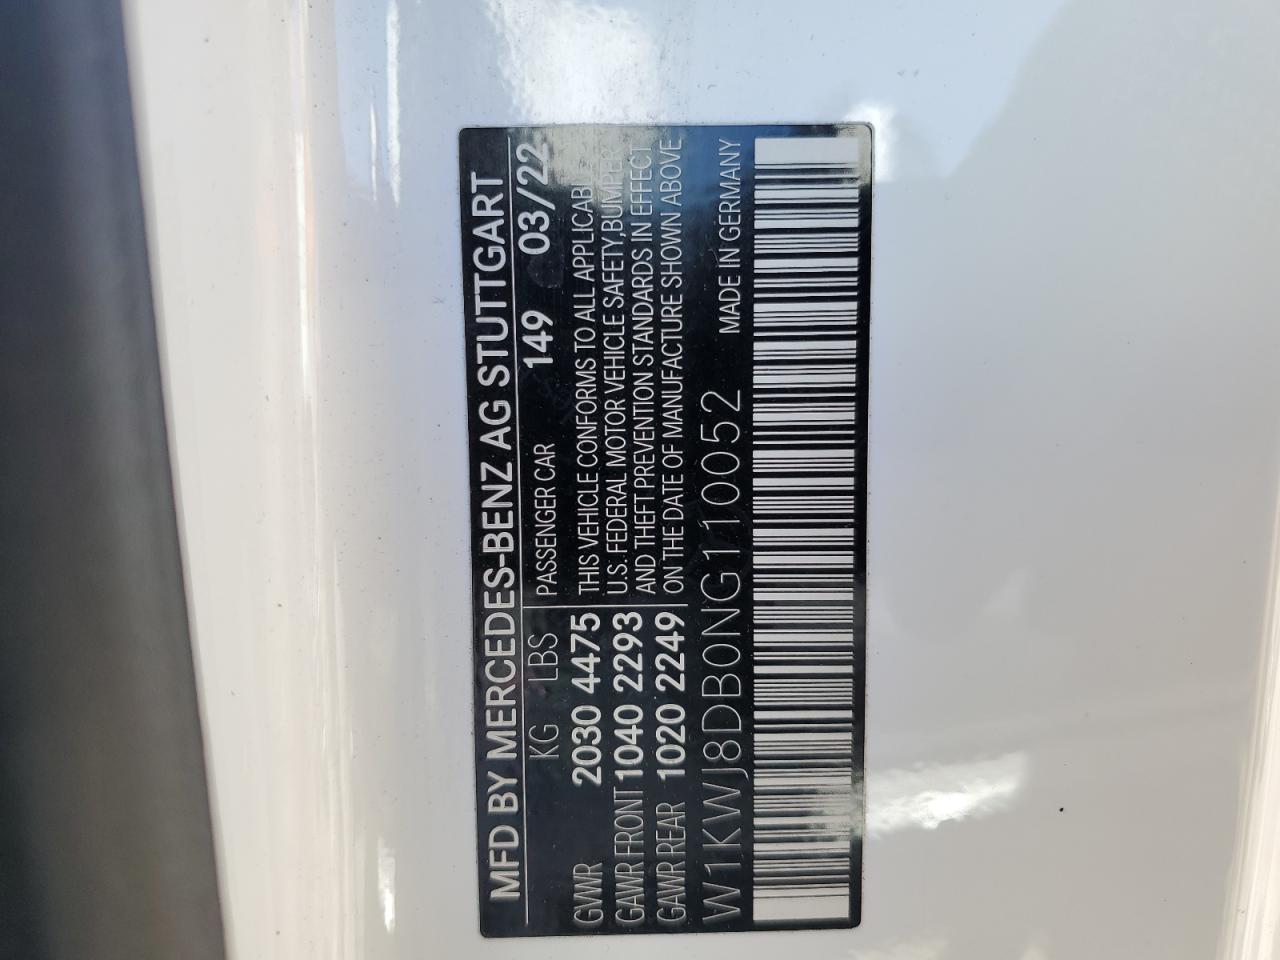 MFD BY MERCEDES-BENZ AG STUTTGART
KG LBS PASSENGER CAR 149 03/22
GVWR 2030 4475 THIS VEHICLE CONFORMS TO ALL APPLICABLE
GAWR FRONT 1040 2293 U.S. FEDERAL MOTOR VEHICLE SAFETY,BUMPER
GAWR REAR 1020 2249 AND THEFT PREVENTION STANDARDS IN EFFECT
ON THE DATE OF MANUFACTURE SHOWN ABOVE
W1KWJ8DB0NG110052 MADE IN GERMANY